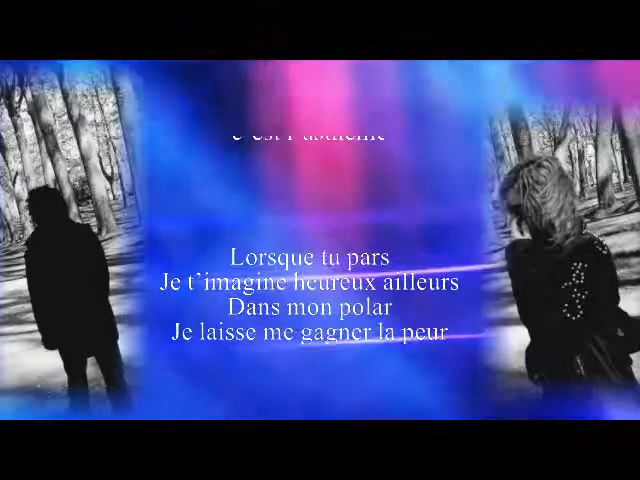 Lorsque tu pars
Je t'imagine heureux ailleurs
Dans mon polar
Je laisse me gagner la peur